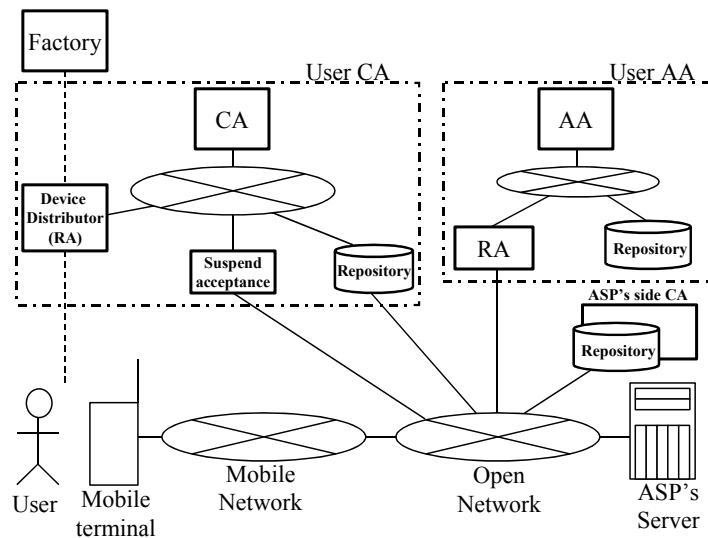 Factory
User CA
User AA
CA
AA
Device
Distributor
(RA)
Suspend
acceptance
Repository
RA
Repository
ASP's side CA
Repository
User
Mobile
terminal
Mobile
Network
Open
Network
ASP's
Server